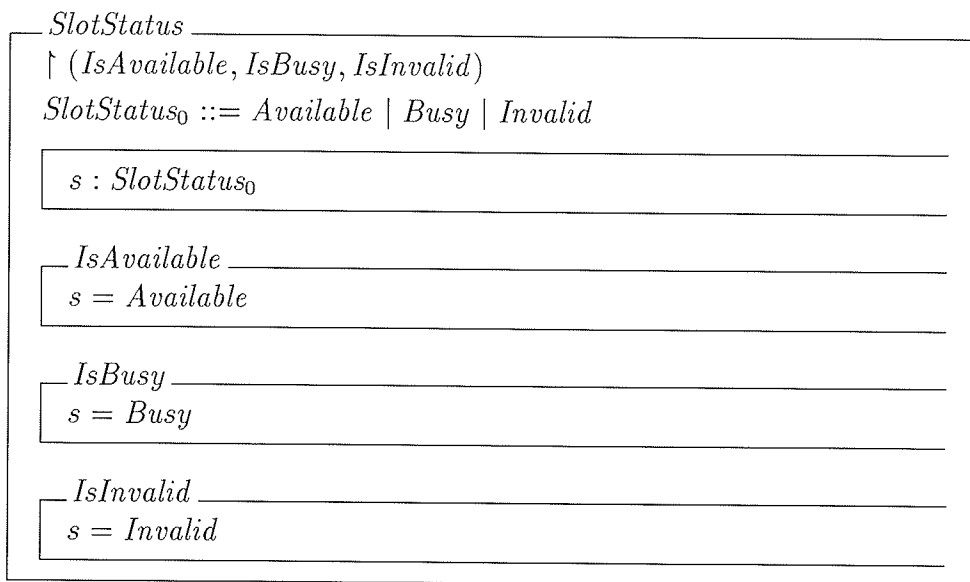 SlotStatus
↾ (IsAvailable, IsBusy, IsInvalid)
SlotStatus₀ ::= Available | Busy | Invalid
s : SlotStatus₀
IsAvailable
s = Available
IsBusy
s = Busy
IsInvalid
s = Invalid